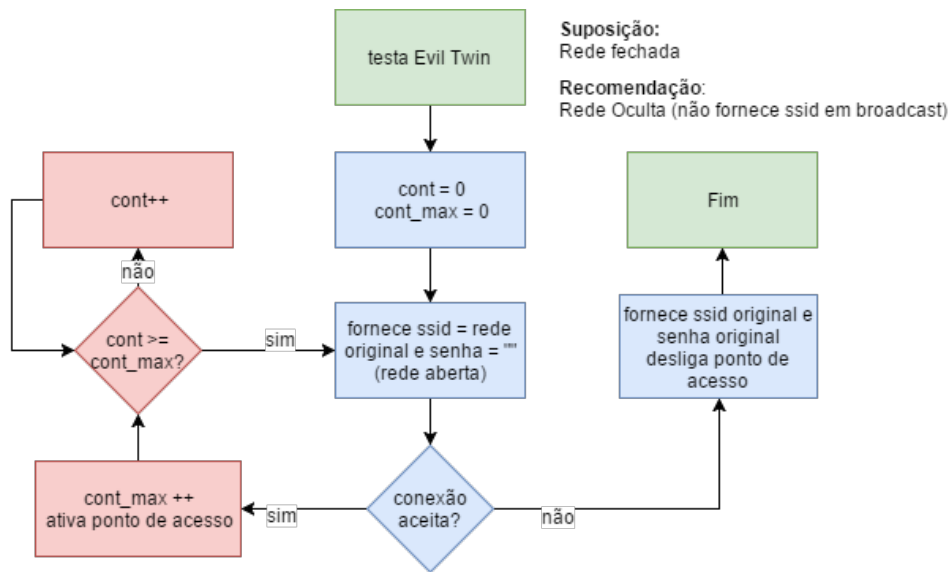 testa Evil Twin
Suposição:
Rede fechada
Recomendação:
Rede Oculta (não fornece ssid em broadcast)
cont++
cont = 0
cont_max = 0
Fim
não
cont >=
cont_max?
sim
fornece ssid = rede
original e senha = ""
(rede aberta)
fornece ssid original e
senha original
desliga ponto de
acesso
cont_max ++
ativa ponto de acesso
sim
conexão
aceita?
não